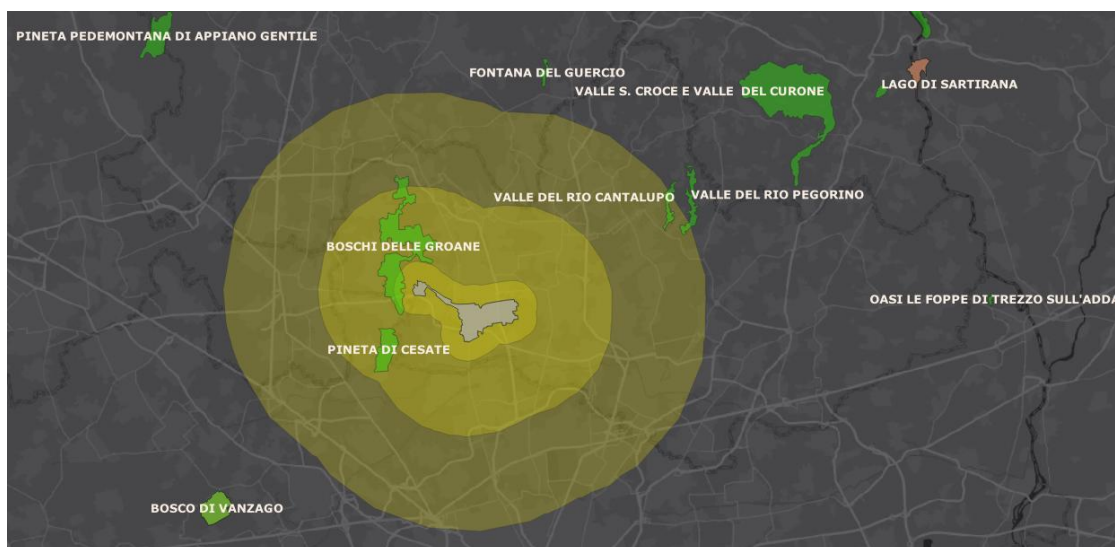 PINETA PEDEMONTANA DI APPIANO GENTILE
FONTANA DEL GUERCIO
VALLE S. CROCE E VALLE DEL CURONE
LAGO DI SARTIRANA
VALLE DEL RIO CANTALUPO
VALLE DEL RIO PEGORINO
BOSCHI DELLE GROANE
OASI LE FOPPE DI TREZZO SULL'ADDA
PINETA DI CESATE
BOSCO DI VANZAGO